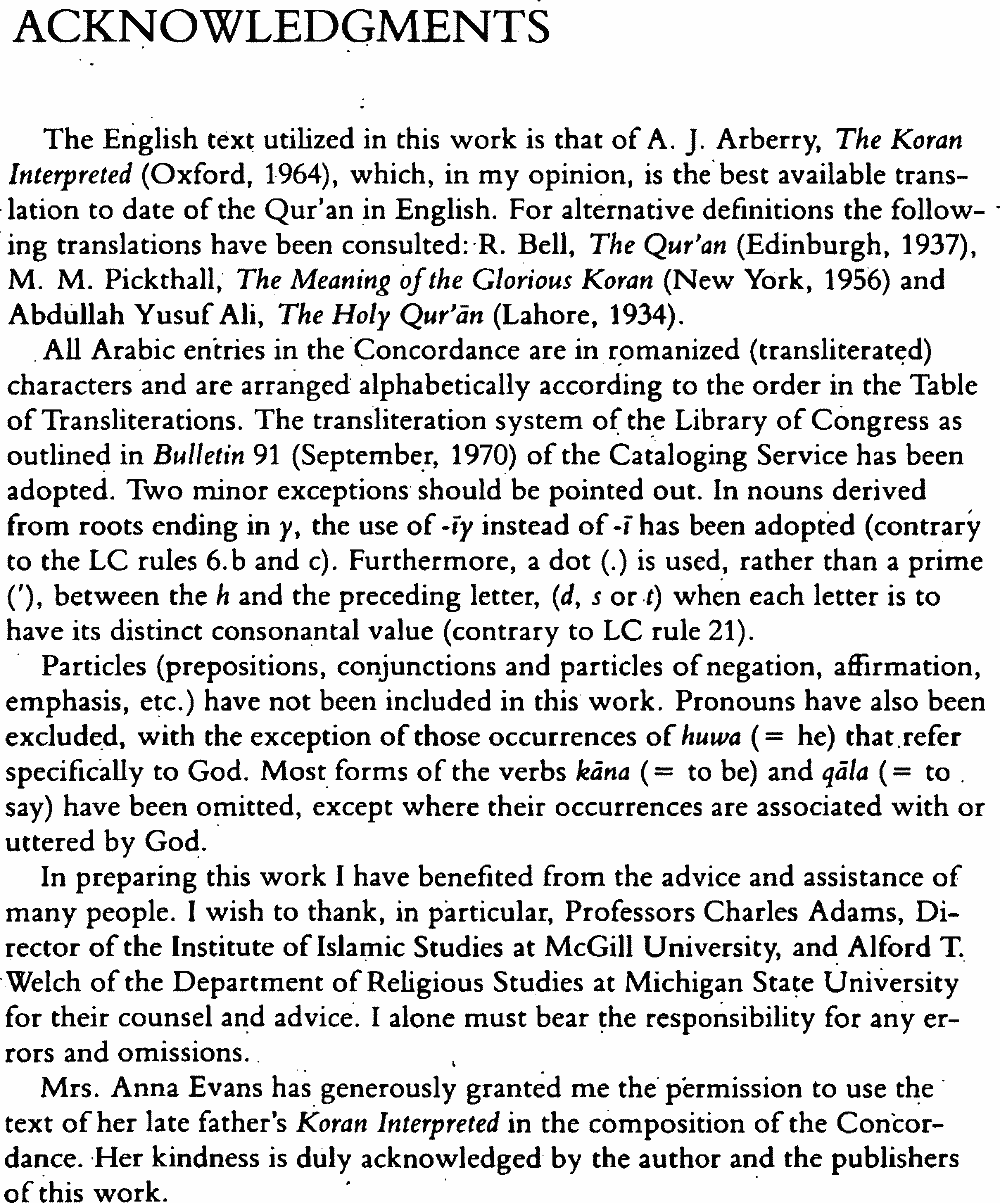 ACKNOWLEDGMENTS
The English text utilized in this work is that of A. J. Arberry, The Koran
Interpreted (Oxford, 1964), which, in my opinion, is the best available trans-
lation to date of the Qur'an in English. For alternative definitions the follow-
ing translations have been consulted: R. Bell, The Qur'an (Edinburgh, 1937),
M. M. Pickthall, The Meaning of the Glorious Koran (New York, 1956) and
Abdullah Yusuf Ali, The Holy Qur'ān (Lahore, 1934).
All Arabic entries in the Concordance are in romanized (transliterated)
characters and are arranged alphabetically according to the order in the Table
of Transliterations. The transliteration system of the Library of Congress as
outlined in Bulletin 91 (September, 1970) of the Cataloging Service has been
adopted. Two minor exceptions should be pointed out. In nouns derived
from roots ending in y, the use of -īy instead of -ī has been adopted (contrary
to the LC rules 6.b and c). Furthermore, a dot (.) is used, rather than a prime
('), between the h and the preceding letter, (d, s or t) when each letter is to
have its distinct consonantal value (contrary to LC rule 21).
Particles (prepositions, conjunctions and particles of negation, affirmation,
emphasis, etc.) have not been included in this work. Pronouns have also been
excluded, with the exception of those occurrences of huwa (= he) that refer
specifically to God. Most forms of the verbs kāna (= to be) and qāla (= to
say) have been omitted, except where their occurrences are associated with or
uttered by God.
In preparing this work I have benefited from the advice and assistance of
many people. I wish to thank, in particular, Professors Charles Adams, Di-
rector of the Institute of Islamic Studies at McGill University, and Alford T.
Welch of the Department of Religious Studies at Michigan State University
for their counsel and advice. I alone must bear the responsibility for any er-
rors and omissions.
Mrs. Anna Evans has generously granted me the permission to use the
text of her late father's Koran Interpreted in the composition of the Concor-
dance. Her kindness is duly acknowledged by the author and the publishers
of this work.